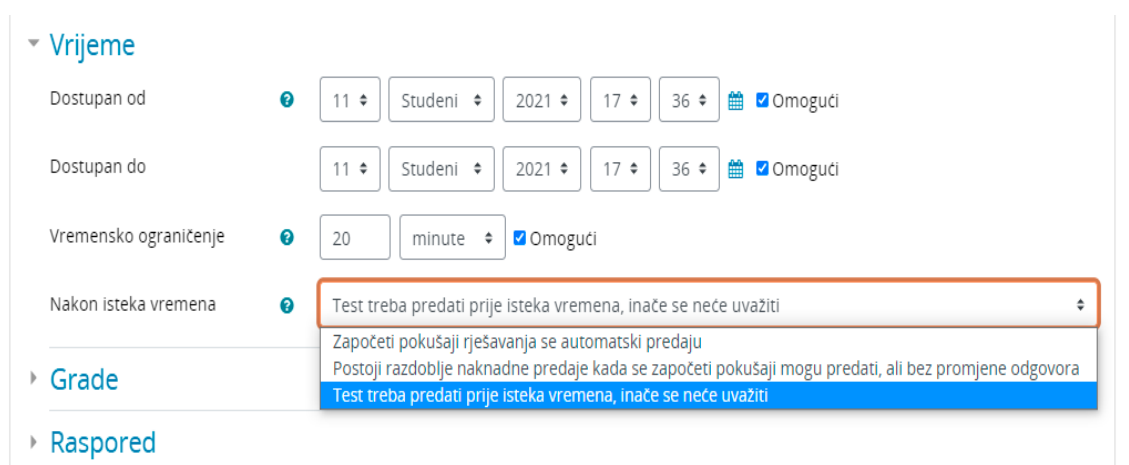 Vrijeme
Dostupan od 11 Studeni 2021 17 36 Omogući
Dostupan do 11 Studeni 2021 17 36 Omogući
Vremensko ograničenje 20 minute Omogući
Nakon isteka vremena Test treba predati prije isteka vremena, inače se neće uvažiti
Započeti pokušaji rješavanja se automatski predaju
Postoji razdoblje naknadne predaje kada se započeti pokušaji mogu predati, ali bez promjene odgovora
Test treba predati prije isteka vremena, inače se neće uvažiti
Grade
Raspored